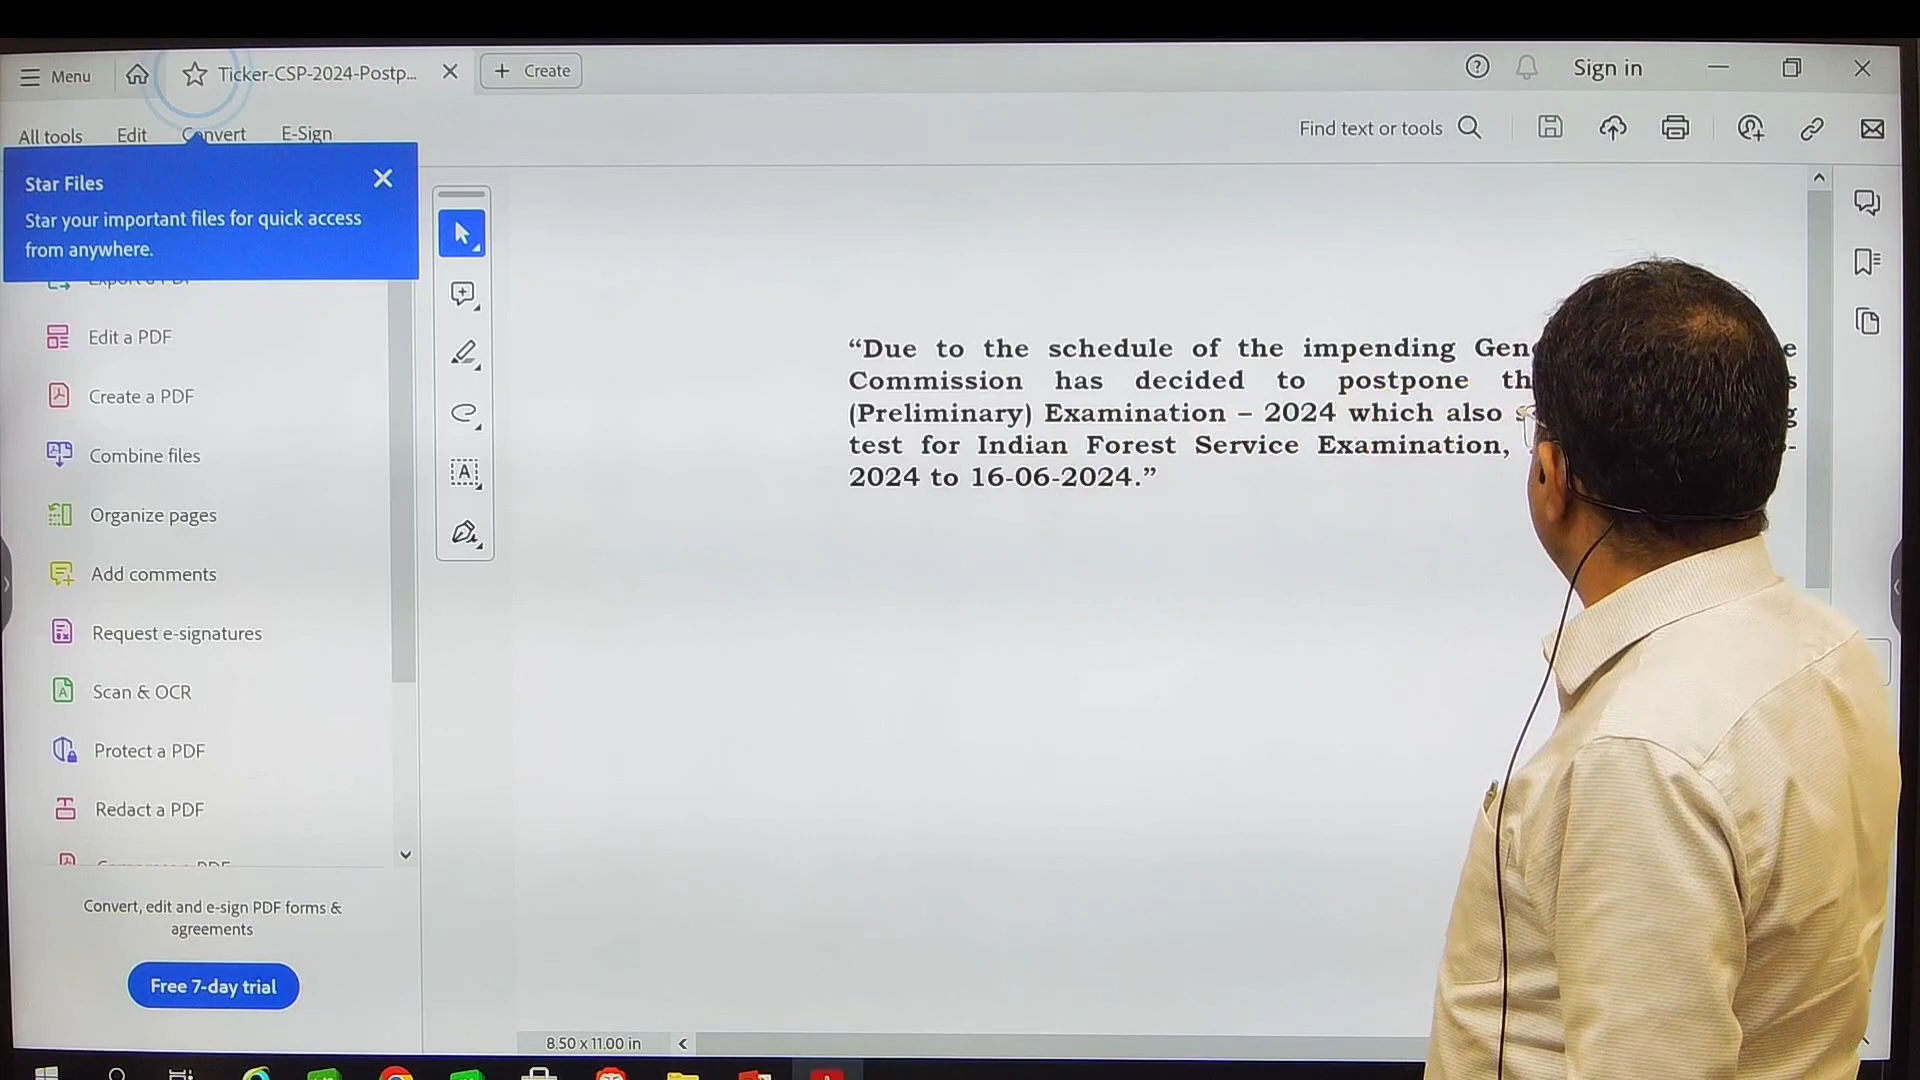 Menu
Ticker-CSP-2024-Postp...
Create
Sign in
All tools
Edit
Convert
E-Sign
Find text or tools
Star Files
Star your important files for quick access
from anywhere.
Edit a PDF
Create a PDF
Combine files
Organize pages
Add comments
Request e-signatures
Scan & OCR
Protect a PDF
Redact a PDF
Convert, edit and e-sign PDF forms &
agreements
Free 7-day trial
“Due to the schedule of the impending
Commission has decided to postpone
(Preliminary) Examination – 2024 which also
test for Indian Forest Service Examination,
2024 to 16-06-2024.”
8.50 x 11.00 in